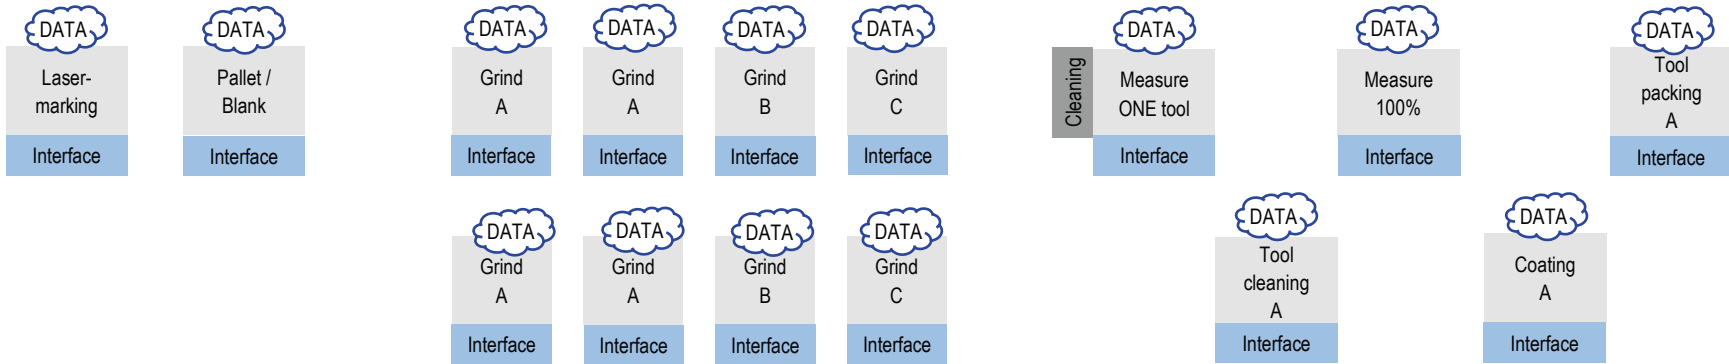 DATA
Laser-
marking
Interface
DATA
Pallet /
Blank
Interface
DATA
Grind
A
Interface
DATA
Grind
A
Interface
DATA
Grind
B
Interface
DATA
Grind
C
Interface
Cleaning
DATA
Measure
ONE tool
Interface
DATA
Measure
100%
Interface
DATA
Tool
packing
A
Interface
DATA
Grind
A
Interface
DATA
Grind
A
Interface
DATA
Grind
B
Interface
DATA
Grind
C
Interface
DATA
Tool
cleaning
A
Interface
DATA
Coating
A
Interface